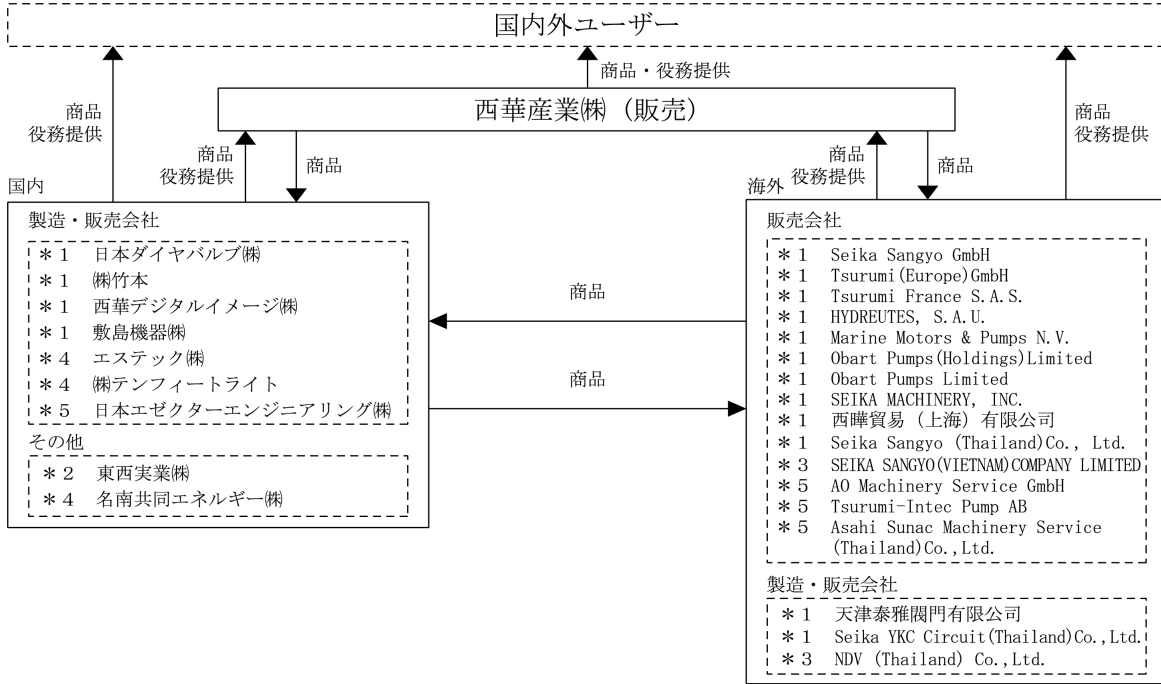 国内外ユーザー
商品・役務提供
商品
役務提供
商品
役務提供
西華産業㈱（販売）
商品
役務提供
商品
商品
役務提供
商品
国内
製造・販売会社
＊1 日本ダイヤバルブ㈱
＊1 ㈱竹本
＊1 西華デジタルイメージ㈱
＊1 敷島機器㈱
＊4 エステック㈱
＊4 ㈱テンフィートライト
＊5 日本エゼクターエンジニアリング㈱
その他
＊2 東西実業㈱
＊4 名南共同エネルギー㈱
商品
商品
海外
販売会社
＊1 Seika Sangyo GmbH
＊1 Tsurumi(Europe)GmbH
＊1 Tsurumi France S.A.S.
＊1 HYDREUTES, S.A.U.
＊1 Marine Motors & Pumps N.V.
＊1 Obart Pumps(Holdings)Limited
＊1 Obart Pumps Limited
＊1 SEIKA MACHINERY, INC.
＊1 西曄貿易（上海）有限公司
＊1 Seika Sangyo (Thailand)Co., Ltd.
＊3 SEIKA SANGYO(VIETNAM)COMPANY LIMITED
＊5 AO Machinery Service GmbH
＊5 Tsurumi-Intec Pump AB
＊5 Asahi Sunac Machinery Service
(Thailand)Co.,Ltd.
製造・販売会社
＊1 天津泰雅閥門有限公司
＊1 Seika YKC Circuit(Thailand)Co.,Ltd.
＊3 NDV (Thailand) Co.,Ltd.